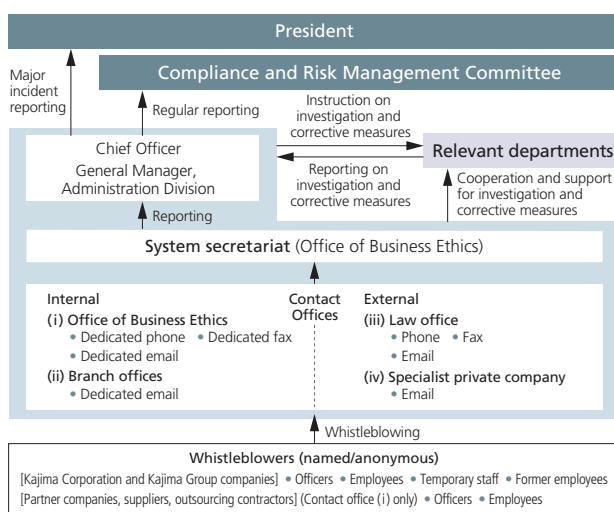 President
Compliance and Risk Management Committee
Major
incident
reporting
Regular reporting
Instruction on
investigation and
corrective measures
Chief Officer
General Manager,
Administration Division
Relevant departments
Reporting on
investigation and
corrective measures
Cooperation and support
for investigation and
corrective measures
Reporting
System secretariat (Office of Business Ethics)
Contact
Offices
Internal
(i) Office of Business Ethics
• Dedicated phone • Dedicated fax
• Dedicated email
(ii) Branch offices
• Dedicated email
External
(iii) Law office
• Phone • Fax
• Email
(iv) Specialist private company
• Email
Whistleblowing
Whistleblowers (named/anonymous)
[Kajima Corporation and Kajima Group companies] • Officers • Employees • Temporary staff • Former employees
[Partner companies, suppliers, outsourcing contractors] (Contact office (i) only) • Officers • Employees